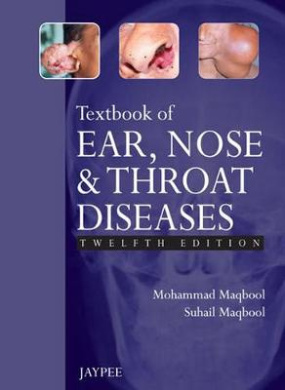 Textbook of
EAR, NOSE
& THROAT
DISEASES
TWELFTH EDITION
Mohammad Maqbool
Suhail Maqbool
JAYPEE